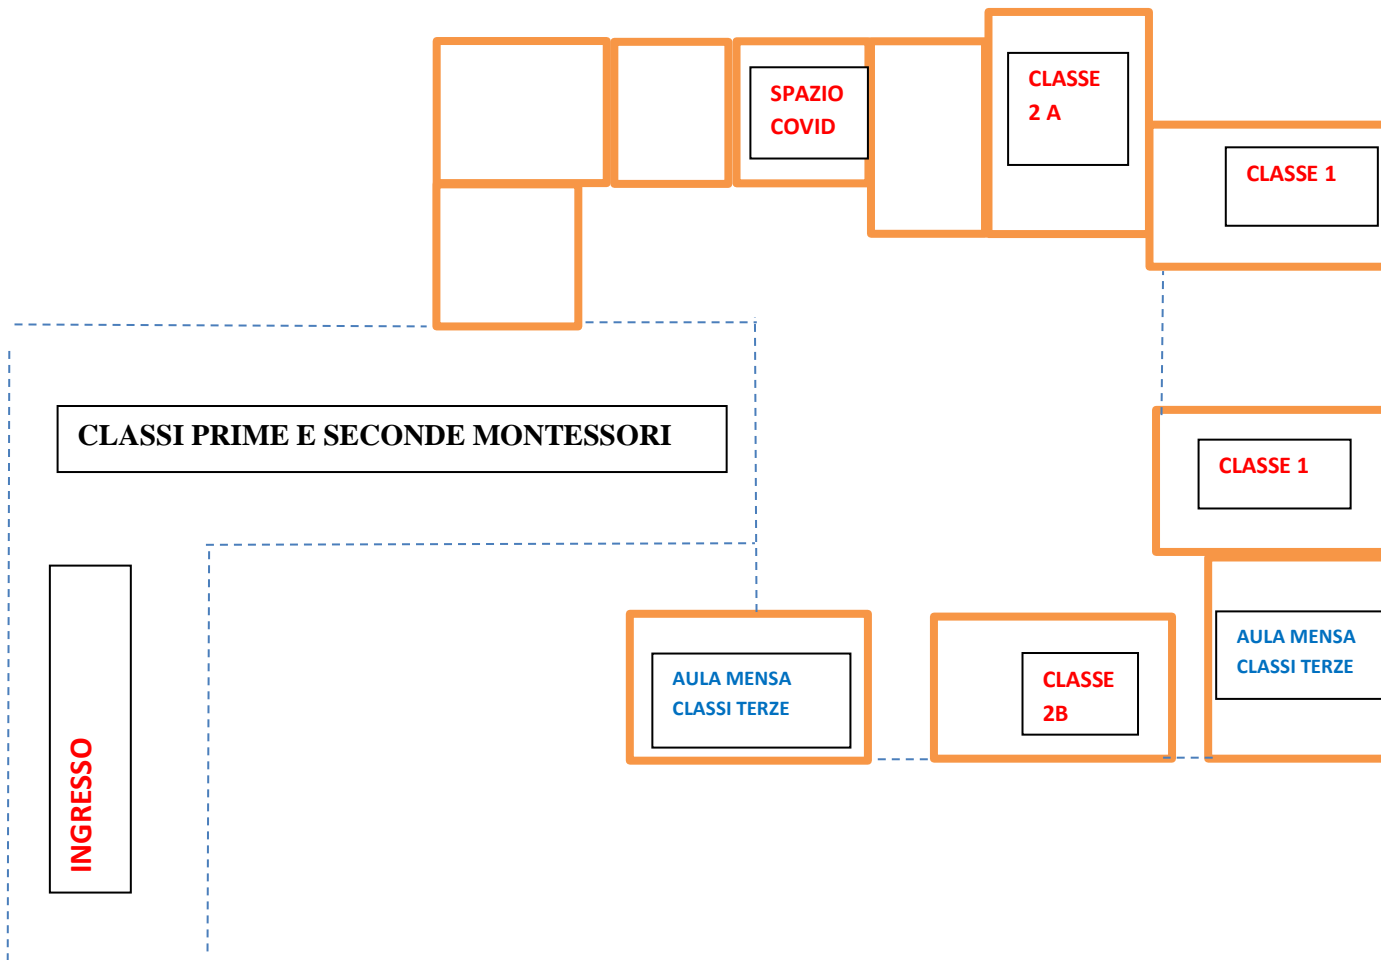 SPAZIO
COVID
CLASSE
2 A
CLASSE 1
CLASSI PRIME E SECONDE MONTESSORI
CLASSE 1
INGRESSO
AULA MENSA
CLASSI TERZE
CLASSE
2B
AULA MENSA
CLASSI TERZE